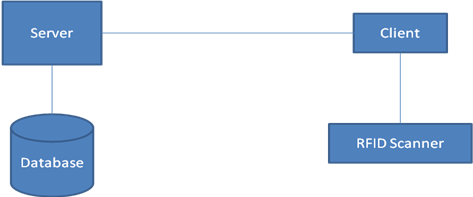 Server
Client
Database
RFID Scanner